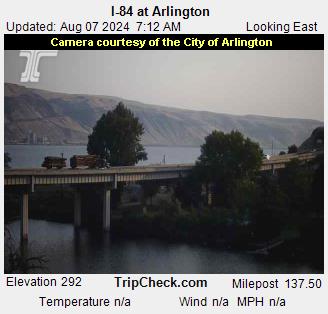 I-84 at Arlington
Updated: Aug 07 2024 7:12 AM Looking East
Camera courtesy of the City of Arlington
Elevation 292 TripCheck.com Milepost 137.50
Temperature n/a Wind n/a MPH n/a